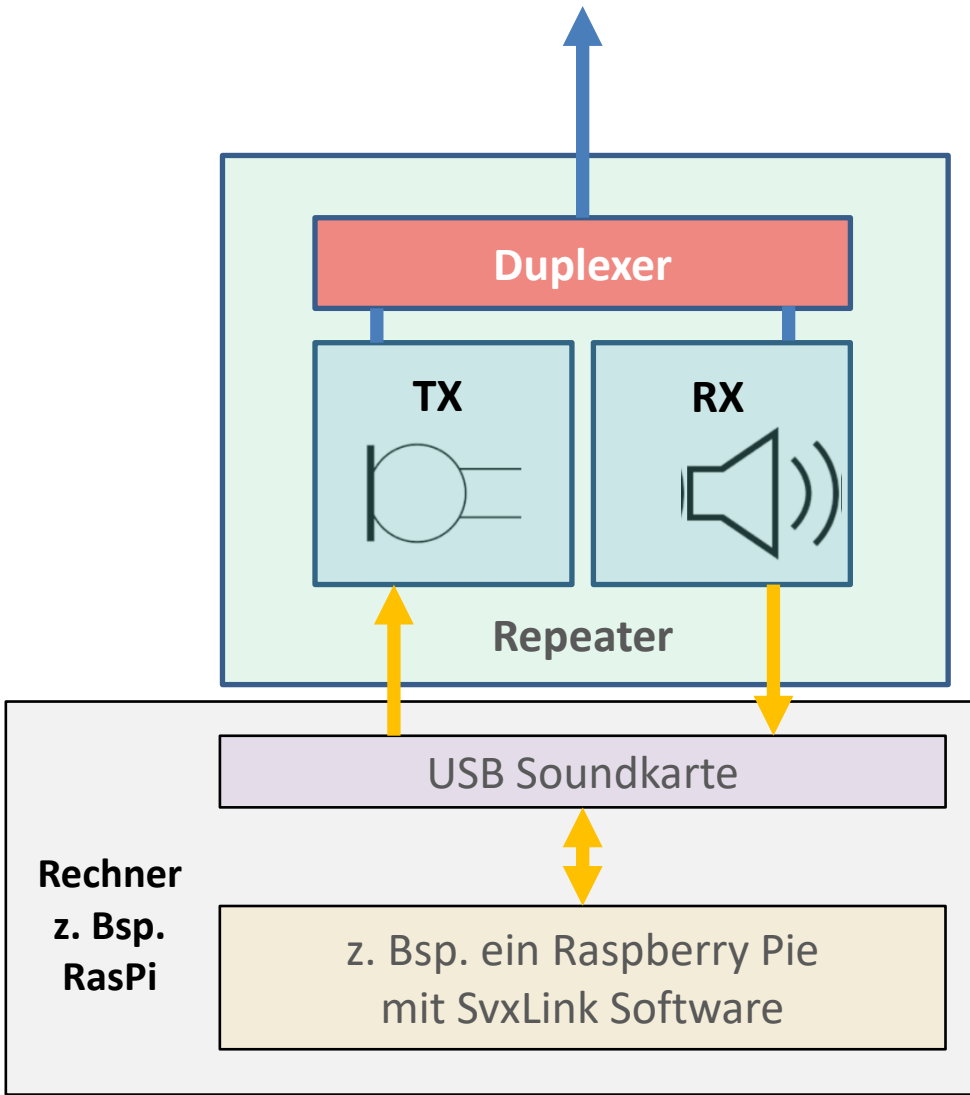 Duplexer
TX
RX
Repeater
USB Soundkarte
Rechner
z. Bsp.
RasPi
z. Bsp. ein Raspberry Pie
mit SvxLink Software